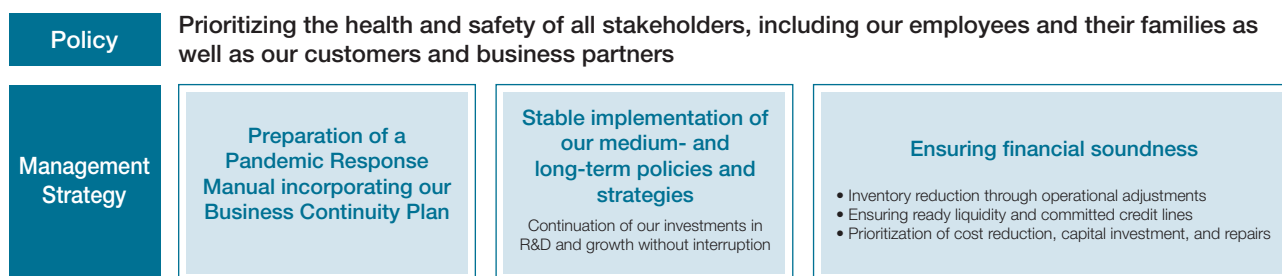 Policy
Prioritizing the health and safety of all stakeholders, including our employees and their families as
well as our customers and business partners
Management
Strategy
Preparation of a
Pandemic Response
Manual incorporating our
Business Continuity Plan
Stable implementation of
our medium- and
long-term policies and
strategies
Continuation of our investments in
R&D and growth without interruption
Ensuring financial soundness
• Inventory reduction through operational adjustments
• Ensuring ready liquidity and committed credit lines
• Prioritization of cost reduction, capital investment, and repairs